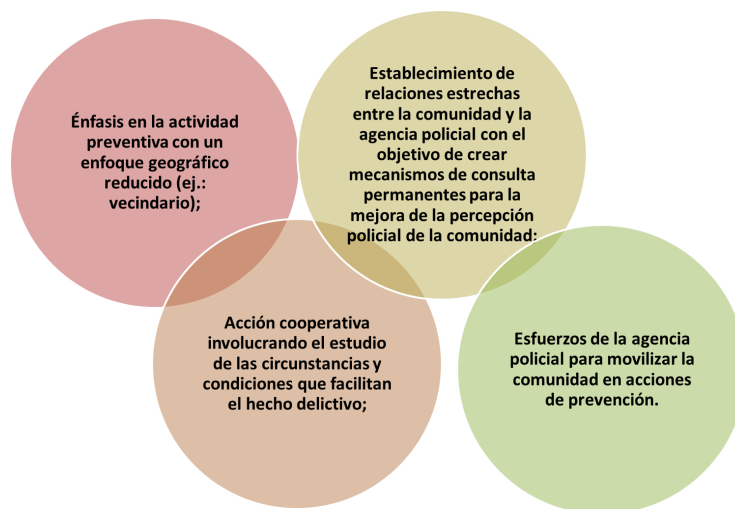 Énfasis en la actividad
preventiva con un
enfoque geográfico
reducido (ej.:
vecindario);
Establecimiento de
relaciones estrechas
entre la comunidad y la
agencia policial con el
objetivo de crear
mecanismos de consulta
permanentes para la
mejora de la percepción
policial de la comunidad;
Acción cooperativa
involucrando el estudio
de las circunstancias y
condiciones que facilitan
el hecho delictivo;
Esfuerzos de la agencia
policial para movilizar la
comunidad en acciones
de prevención.